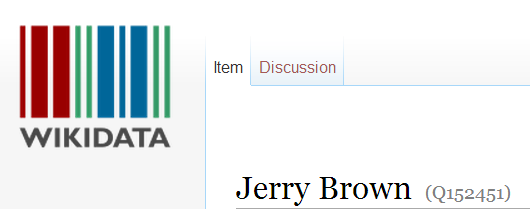 WIKIDATA
Item Discussion
Jerry Brown (Q152451)